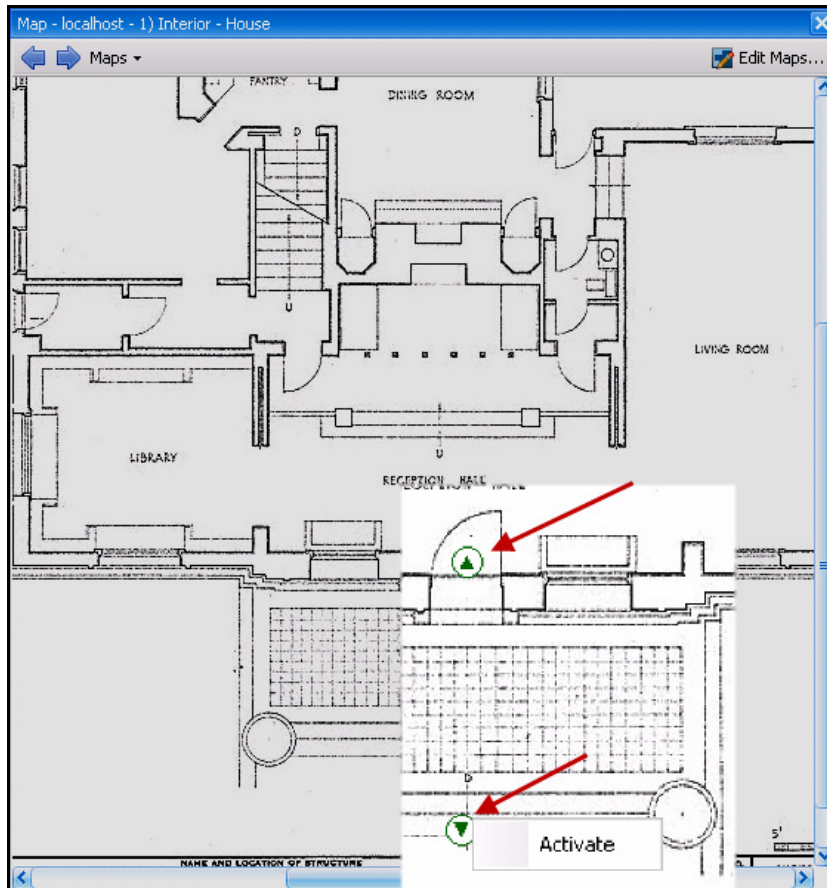 Map - localhost - 1) Interior - House
Maps
Edit Maps...
PANTRY
DINING ROOM
D
U
LIVING ROOM
LIBRARY
U
RECEPTION HALL
D
Activate
5'
NAME AND LOCATION OF STRUCTURE